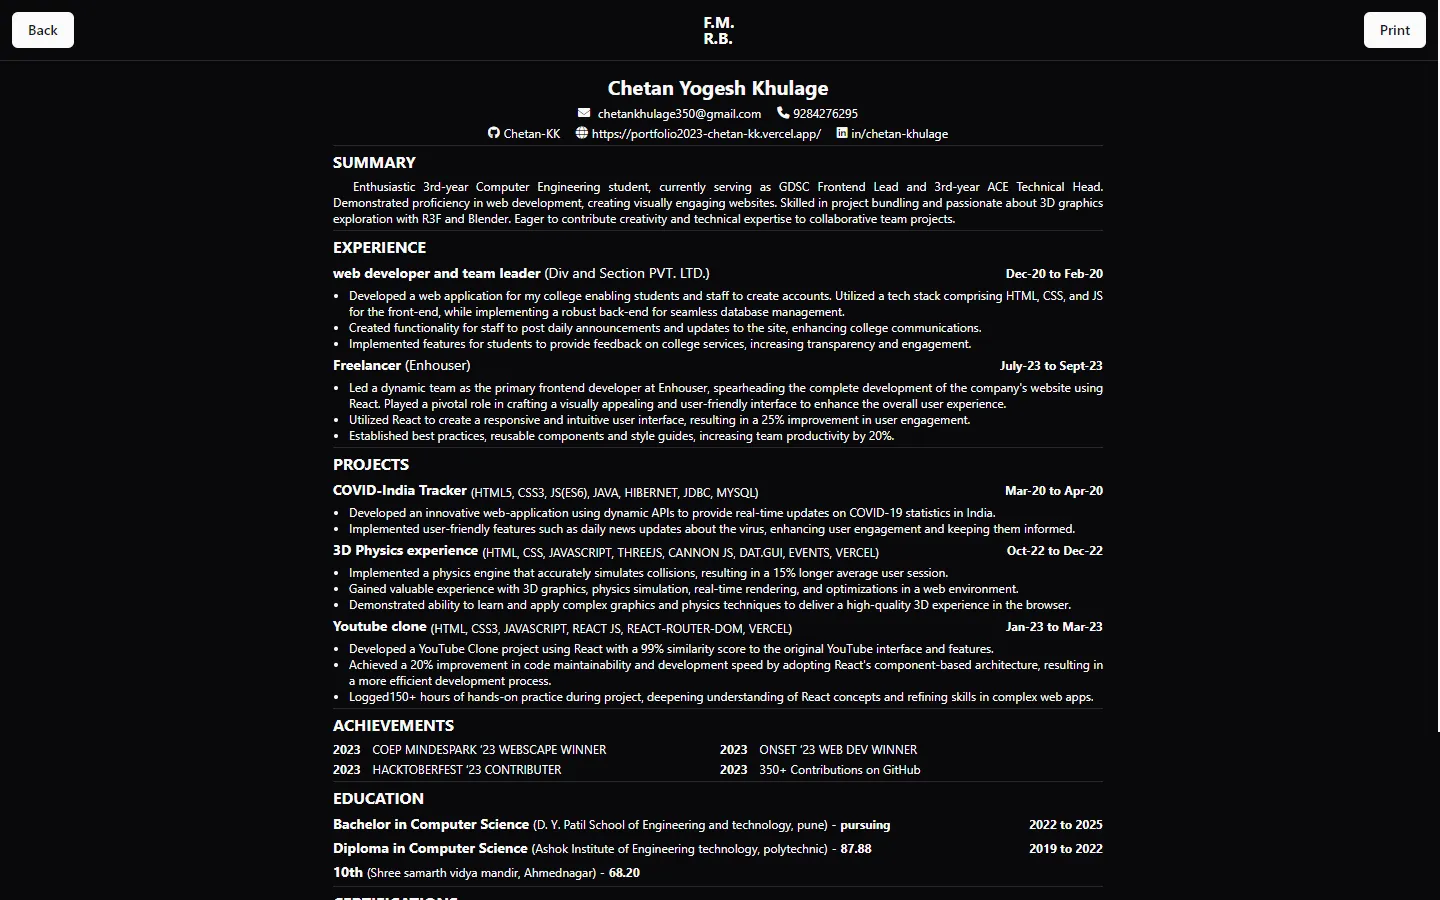 Back
F.M.
R.B.
Print
Chetan Yogesh Khulage
chetankhulage350@gmail.com 9284276295
Chetan-KK https://portfolio2023-chetan-kk.vercel.app/ in/chetan-khulage
SUMMARY
Enthusiastic 3rd-year Computer Engineering student, currently serving as GDSC Frontend Lead and 3rd-year ACE Technical Head.
Demonstrated proficiency in web development, creating visually engaging websites. Skilled in project bundling and passionate about 3D graphics
exploration with R3F and Blender. Eager to contribute creativity and technical expertise to collaborative team projects.
EXPERIENCE
web developer and team leader (Div and Section PVT. LTD.) Dec-20 to Feb-20
• Developed a web application for my college enabling students and staff to create accounts. Utilized a tech stack comprising HTML, CSS, and JS
for the front-end, while implementing a robust back-end for seamless database management.
• Created functionality for staff to post daily announcements and updates to the site, enhancing college communications.
• Implemented features for students to provide feedback on college services, increasing transparency and engagement.
Freelancer (Enhouser) July-23 to Sept-23
• Led a dynamic team as the primary frontend developer at Enhouser, spearheading the complete development of the company's website using
React. Played a pivotal role in crafting a visually appealing and user-friendly interface to enhance the overall user experience.
• Utilized React to create a responsive and intuitive user interface, resulting in a 25% improvement in user engagement.
• Established best practices, reusable components and style guides, increasing team productivity by 20%.
PROJECTS
COVID-India Tracker (HTML5, CSS3, JS(ES6), JAVA, HIBERNET, JDBC, MYSQL) Mar-20 to Apr-20
• Developed an innovative web-application using dynamic APIs to provide real-time updates on COVID-19 statistics in India.
• Implemented user-friendly features such as daily news updates about the virus, enhancing user engagement and keeping them informed.
3D Physics experience (HTML, CSS, JAVASCRIPT, THREEJS, CANNON JS, DAT.GUI, EVENTS, VERCEL) Oct-22 to Dec-22
• Implemented a physics engine that accurately simulates collisions, resulting in a 15% longer average user session.
• Gained valuable experience with 3D graphics, physics simulation, real-time rendering, and optimizations in a web environment.
• Demonstrated ability to learn and apply complex graphics and physics techniques to deliver a high-quality 3D experience in the browser.
Youtube clone (HTML, CSS3, JAVASCRIPT, REACT JS, REACT-ROUTER-DOM, VERCEL) Jan-23 to Mar-23
• Developed a YouTube Clone project using React with a 99% similarity score to the original YouTube interface and features.
• Achieved a 20% improvement in code maintainability and development speed by adopting React's component-based architecture, resulting in
a more efficient development process.
• Logged150+ hours of hands-on practice during project, deepening understanding of React concepts and refining skills in complex web apps.
ACHIEVEMENTS
2023 COEP MINDESPARK ‘23 WEBSCAPE WINNER 2023 ONSET ‘23 WEB DEV WINNER
2023 HACKTOBERFEST ‘23 CONTRIBUTER 2023 350+ Contributions on GitHub
EDUCATION
Bachelor in Computer Science (D. Y. Patil School of Engineering and technology, pune) - pursuing 2022 to 2025
Diploma in Computer Science (Ashok Institute of Engineering technology, polytechnic) - 87.88 2019 to 2022
10th (Shree samarth vidya mandir, Ahmednagar) - 68.20
CERTIFICATIONS